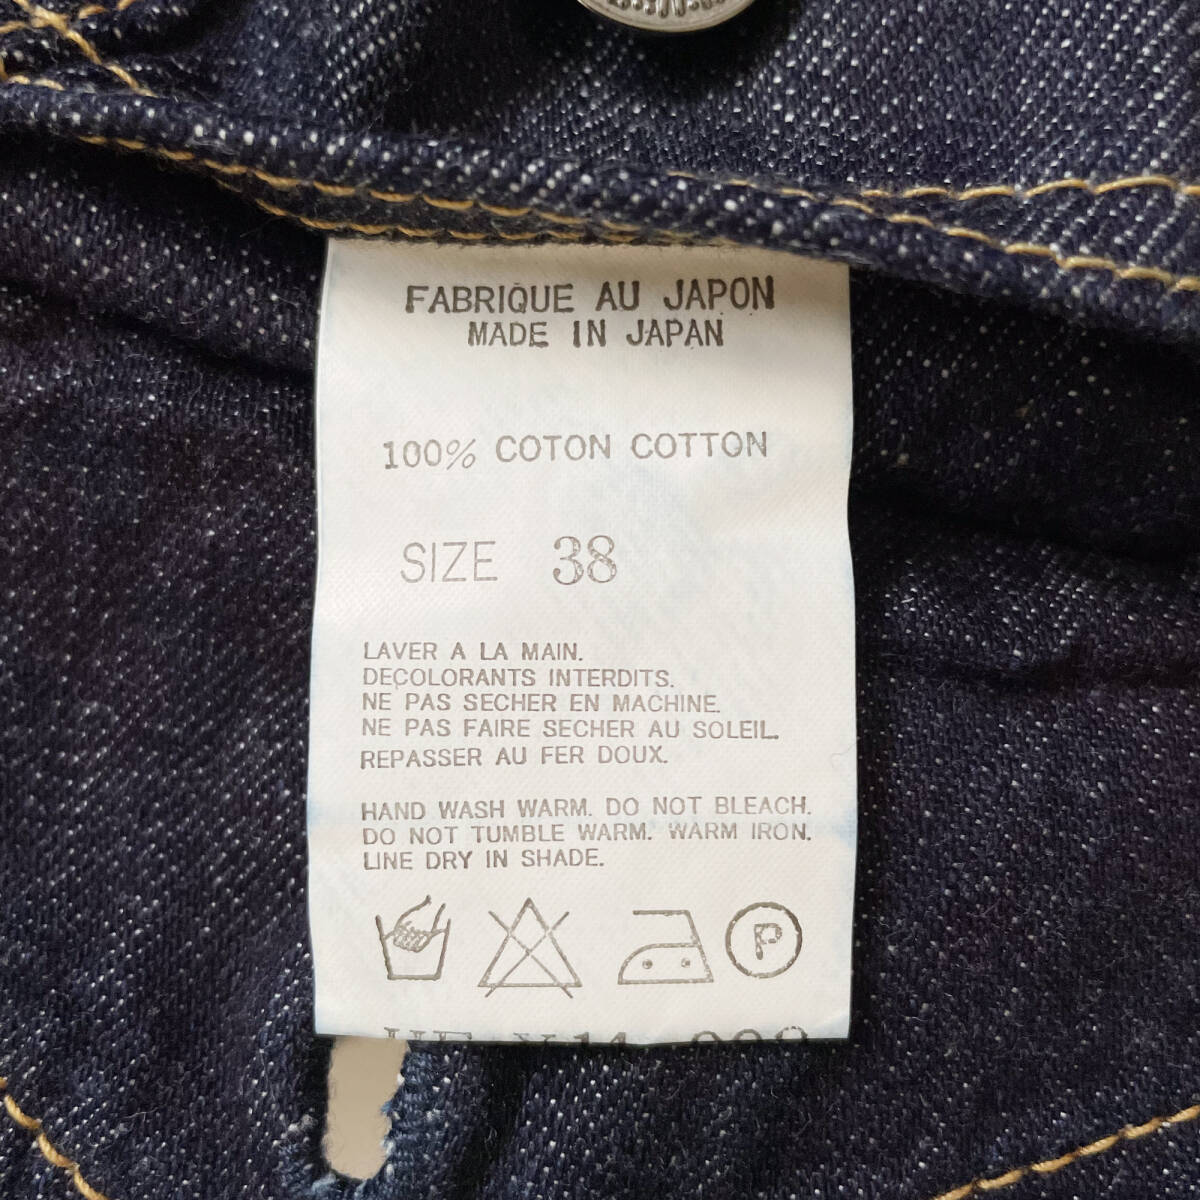 FABRIQUE AU JAPON
MADE IN JAPAN
100% COTON COTTON
SIZE 38
LAVER A LA MAIN.
DEÇOLORANTS INTERDITS.
NE PAS SECHER EN MACHINE.
NE PAS FAIRE SECHER AU SOLEIL.
REPASSER AU FER DOUX.
HAND WASH WARM. DO NOT BLEACH.
DO NOT TUMBLE WARM. WARM IRON.
LINE DRY IN SHADE.
P